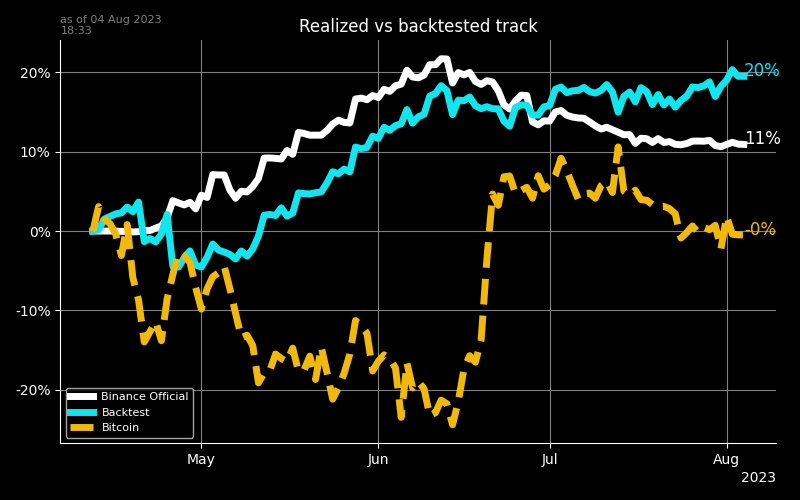 as of 04 Aug 2023
18:33
Realized vs backtested track
20%
10%
0%
-10%
-20%
20%
11%
-0%
Binance Official
Backtest
Bitcoin
May
Jun
Jul
Aug
2023